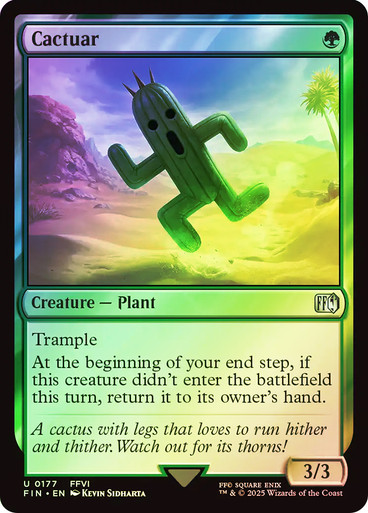 Cactuar
Creature — Plant
FFVI
Trample
At the beginning of your end step, if
this creature didn't enter the battlefield
this turn, return it to its owner's hand.
A cactus with legs that loves to run hither
and thither. Watch out for its thorns!
3/3
U 0177 FFVI
FIN • EN Kevin Sidharta
FF© SQUARE ENIX
™ & © 2025 Wizards of the Coast